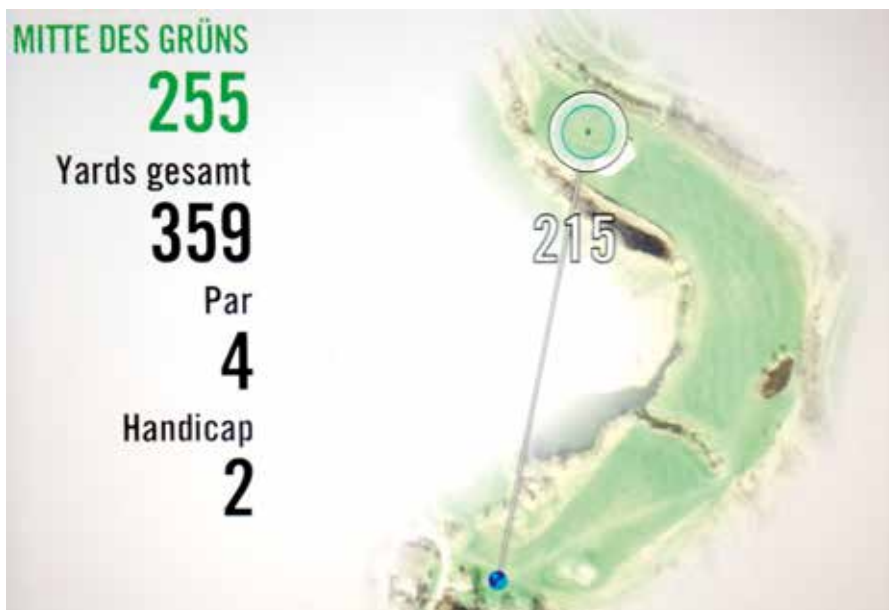 MITTE DES GRÜNS
255
Yards gesamt
359
Par
4
Handicap
2
215